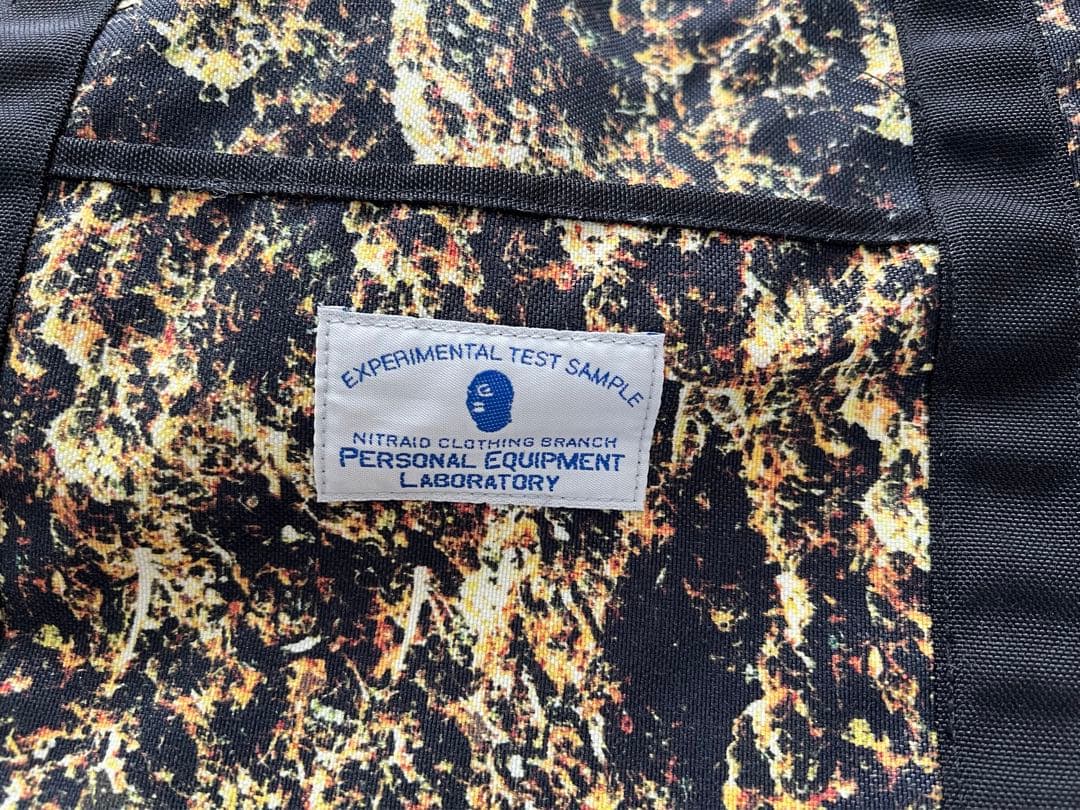 EXPERIMENTAL TEST SAMPLE
NITRAID CLOTHING BRANCH
PERSONAL EQUIPMENT
LABORATORY